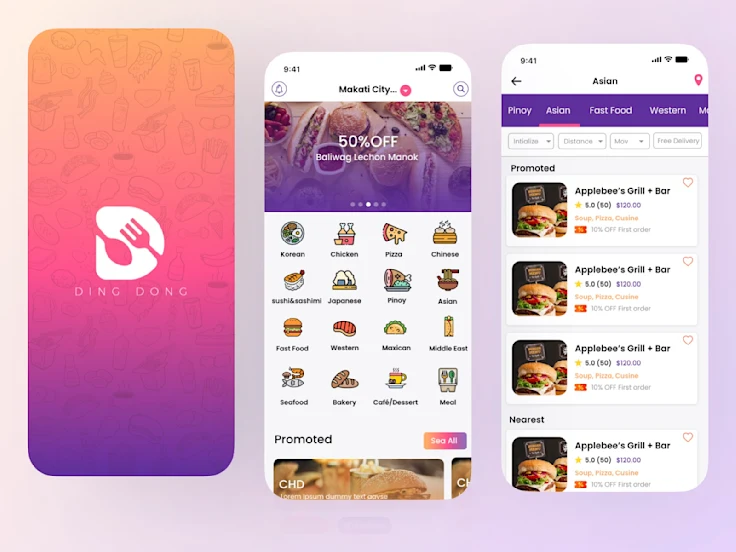 DING DONG
9:41
Makati City...
50%OFF
Baliwag Lechon Manok
Korean
Chicken
Pizza
Chinese
sushi&sashimi
Japanese
Pinoy
Asian
Fast Food
Western
Maxican
Middle East
Seafood
Bakery
Café/Dessert
Meal
Promoted
Sea All
CHD
Lorem ipsum dummy text aayse
9:41
Asian
Pinoy
Asian
Fast Food
Western
Intialize
Distance
Mov
Free Delivery
Promoted
Applebee's Grill + Bar
5.0 (50) $120.00
Soup, Pizza, Cusine
10% OFF First order
Applebee's Grill + Bar
5.0 (50) $120.00
Soup, Pizza, Cusine
10% OFF First order
Applebee's Grill + Bar
5.0 (50) $120.00
Soup, Pizza, Cusine
10% OFF First order
Nearest
Applebee's Grill + Bar
5.0 (50) $120.00
Soup, Pizza, Cusine
10% OFF First order